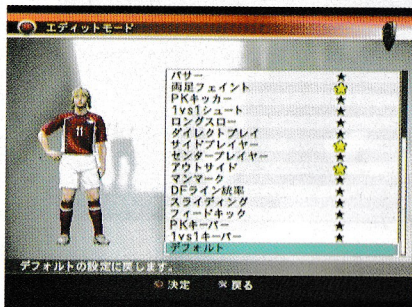 エディットモード
パサー ★
両足フェイント ★
PKキッカー ★
1vs1シュート ★
ロングスロー ★
ダイレクトプレイ ★
サイドプレイヤー ★
センタープレイヤー ★
アウトサイド ★
マンマーク ★
DFライン統率 ★
スライディング ★
フィードキック ★
PKキーパー ★
1vs1キーパー ★
デフォルト
11
デフォルトの設定に戻します。
決定 戻る